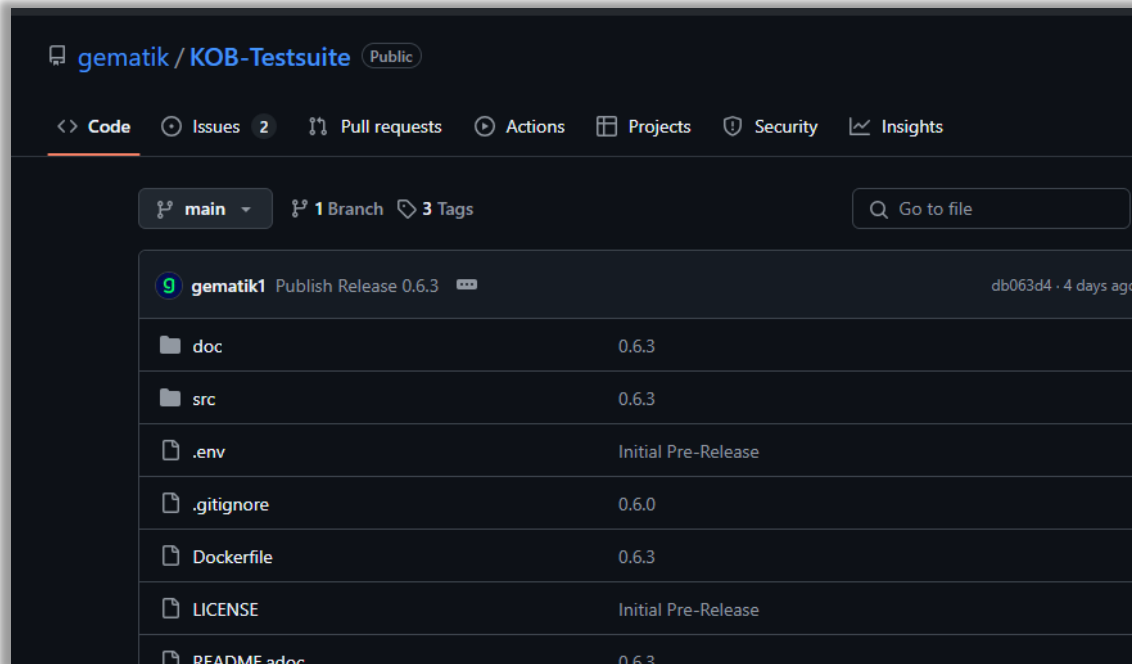 gematik / KOB-Testsuite Public
Code Issues 2 Pull requests Actions Projects Security Insights
main 1 Branch 3 Tags Go to file
gematik1 Publish Release 0.6.3 db063d4 · 4 days ago
doc 0.6.3
src 0.6.3
.env Initial Pre-Release
.gitignore 0.6.0
Dockerfile 0.6.3
LICENSE Initial Pre-Release
README.adoc 0.6.3